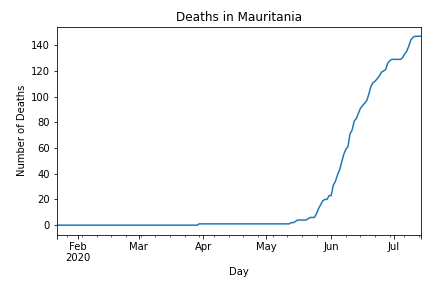 Deaths in Mauritania
Number of Deaths
140
120
100
80
60
40
20
0
Feb
2020
Mar
Apr
May
Jun
Jul
Day